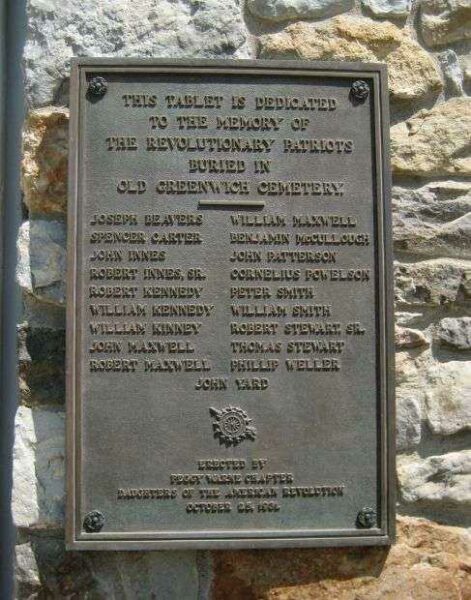 THIS TABLET IS DEDICATED
TO THE MEMORY OF
THE REVOLUTIONARY PATRIOTS
BURIED IN
OLD GREENWICH CEMETERY.
JOSEPH BEAVERS WILLIAM MAXWELL
SPENCER CARTER BENJAMIN McCULLOUGH
JOHN INNES JOHN PATTERSON
ROBERT INNES, SR. CORNELIUS POWELSON
ROBERT KENNEDY PETER SMITH
WILLIAM KENNEDY WILLIAM SMITH
WILLIAM KINNEY ROBERT STEWART, SR.
JOHN MAXWELL THOMAS STEWART
ROBERT MAXWELL PHILLIP WELLER
JOHN YARD
ERECTED BY
PEGGY WARNE CHAPTER
DAUGHTERS OF THE AMERICAN REVOLUTION
OCTOBER